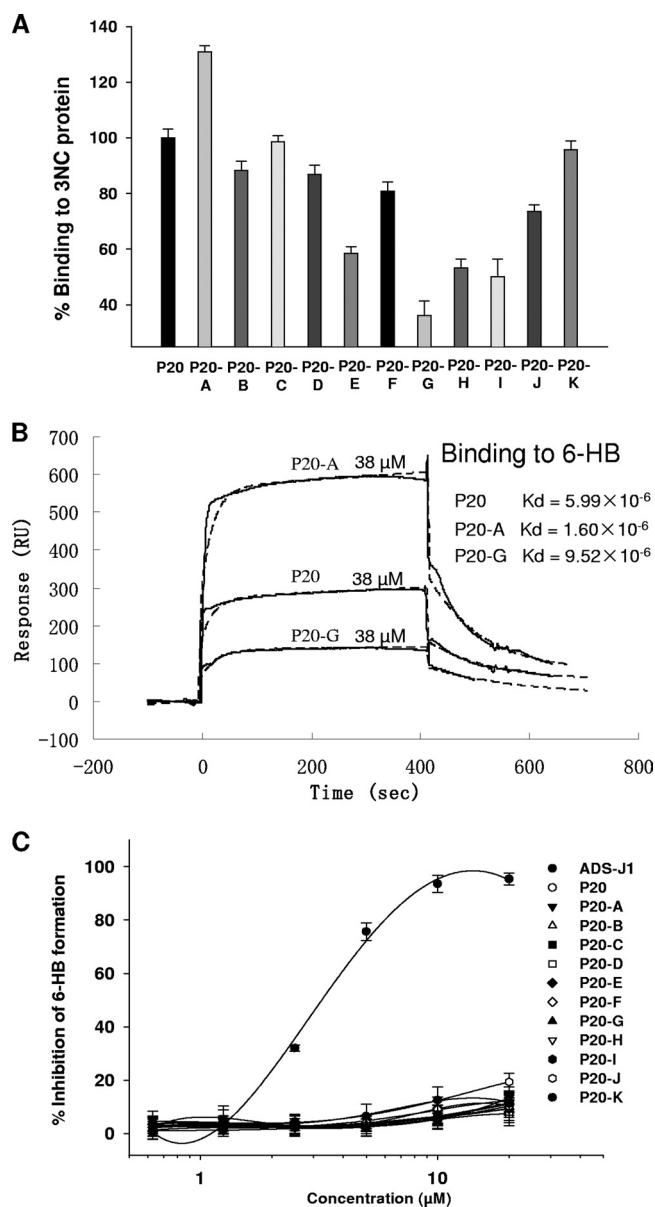 A
% Binding to 3NC protein
140
120
100
80
60
40
P20 P20-A P20-B P20-C P20-D P20-E P20-F P20-G P20-H P20-I P20-J P20-K
B
Binding to 6-HB
P20 Kd = 5.99×10-6
P20-A Kd = 1.60×10-6
P20-G Kd = 9.52×10-6
P20-A 38 µM
P20 38 µM
P20-G 38 µM
Response (RU)
700
600
500
400
300
200
100
0
-100
-200 0 200 400 600 800
Time (sec)
C
% Inhibition of 6-HB formation
100
80
60
40
20
0
1 10
Concentration (µM)
ADS-J1
P20
P20-A
P20-B
P20-C
P20-D
P20-E
P20-F
P20-G
P20-H
P20-I
P20-J
P20-K